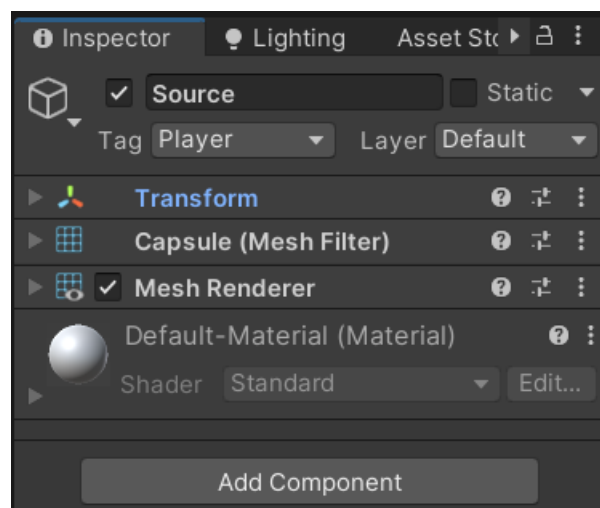 Inspector Lighting Asset Sto
Source Static
Tag Player Layer Default
Transform
Capsule (Mesh Filter)
Mesh Renderer
Default-Material (Material)
Shader Standard Edit...
Add Component